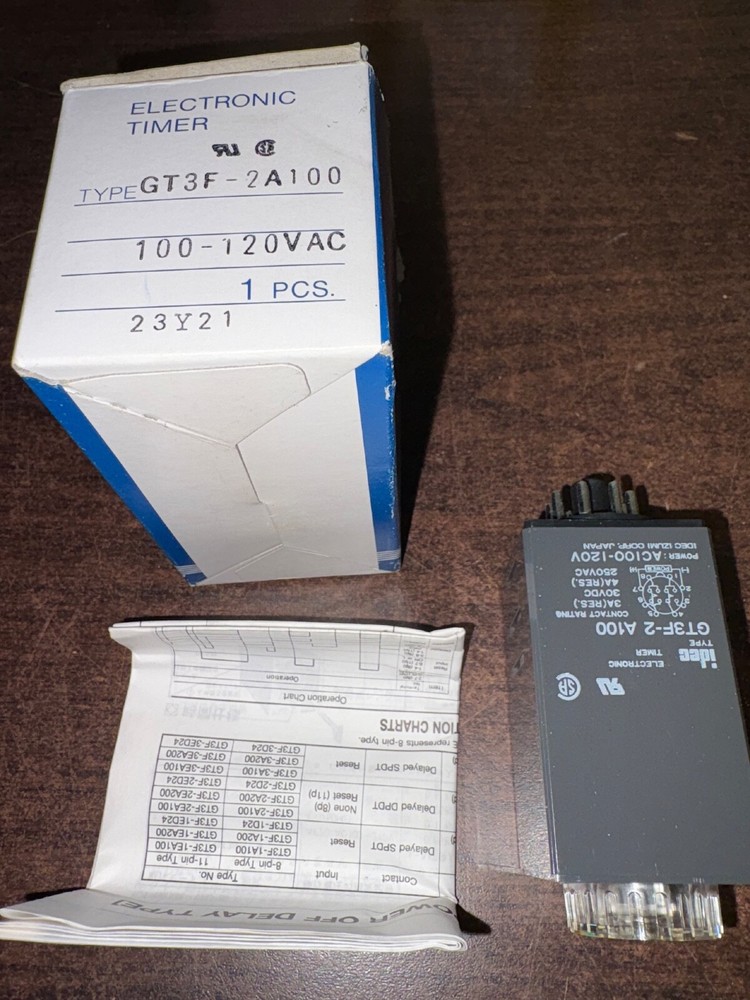 ELECTRONIC
TIMER
TYPE GT3F-2A100
100-120VAC
1 PCS.
23Y21
POWER OFF DELAY TYPE]
Contact Input Type No.
8-pin Type 11-pin Type
Delayed SPDT Reset GT3F-1A100 GT3F-1EA100
GT3F-1A200 GT3F-1EA200
GT3F-1D24 GT3F-1ED24
Delayed DPDT None (8p) Reset (11p) GT3F-2A100 GT3F-2EA100
GT3F-2A200 GT3F-2EA200
GT3F-2D24 GT3F-2ED24
Delayed SPDT Reset GT3F-3A100 GT3F-3EA100
GT3F-3A200 GT3F-3EA200
GT3F-3D24 GT3F-3ED24
E represents 8-pin type.
TION CHARTS
Operation Chart
Operation
ELECTRONIC
TIMER
idec
TYPE
GT3F-2 A100
CONTACT RATING
3A(RES.)
30VDC
4A(RES.)
250VAC
POWER
POWER : AC100-120V
IDEC IZUMI CORP. JAPAN